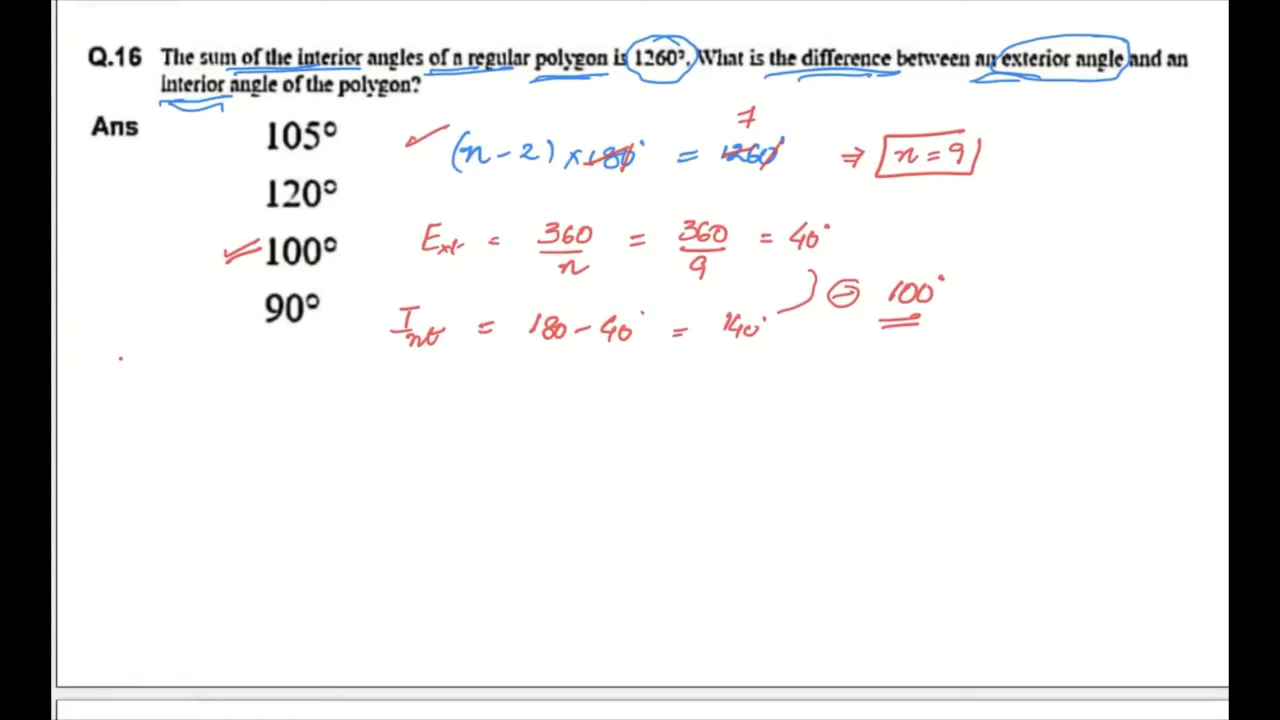 Q.16 The sum of the interior angles of a regular polygon is 1260°. What is the difference between an exterior angle and an
interior angle of the polygon?
Ans
105°
120°
100°
90°
7
(n-2) × 180° = 1260° ⇒ n = 9
Ext = 360/n = 360/9 = 40°
Int = 180 - 40° = 140°
⊖ 100°